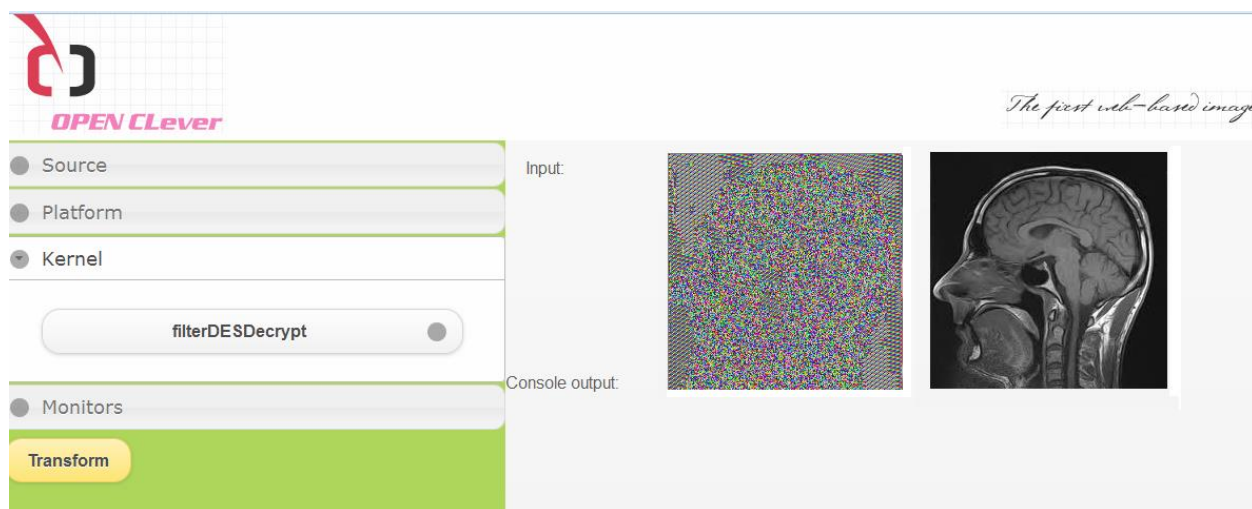 OPEN CLever
The first web-based image
Source
Platform
Kernel
filterDESDecrypt
Monitors
Transform
Input:
Console output: